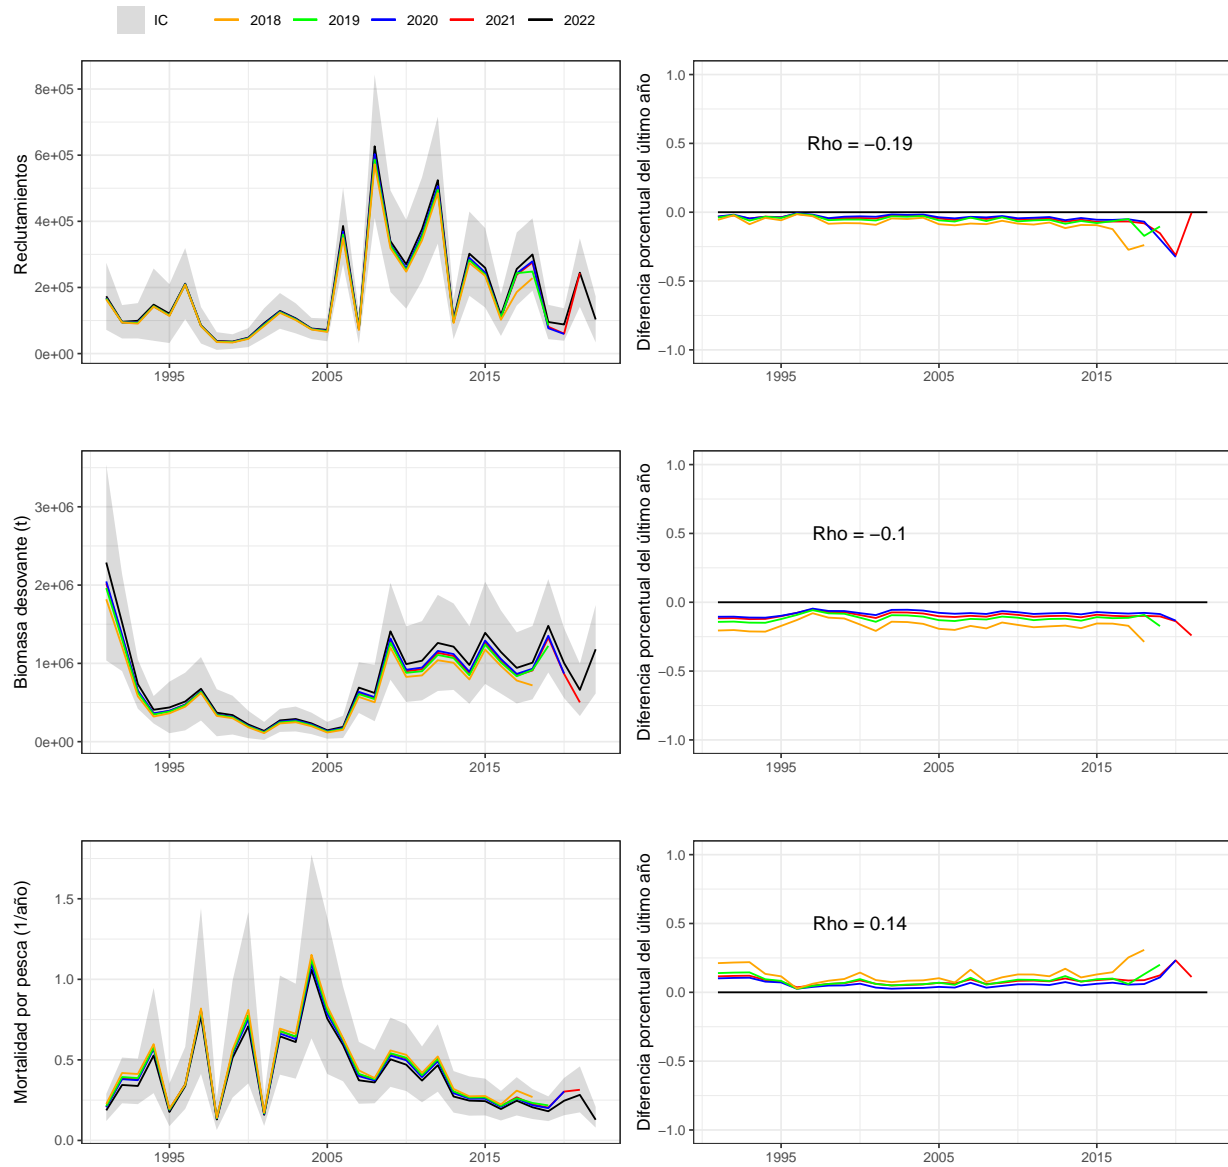 IC 2018 2019 2020 2021 2022
Reclutamientos
8e+05
6e+05
4e+05
2e+05
0e+00
1995 2005 2015
Diferencia porcentual del último año
1.0
0.5
0.0
−0.5
−1.0
Rho = −0.19
1995 2005 2015
Biomasa desovante (t)
3e+06
2e+06
1e+06
0e+00
1995 2005 2015
Diferencia porcentual del último año
1.0
0.5
0.0
−0.5
−1.0
Rho = −0.1
1995 2005 2015
Mortalidad por pesca (1/año)
1.5
1.0
0.5
0.0
1995 2005 2015
Diferencia porcentual del último año
1.0
0.5
0.0
−0.5
−1.0
Rho = 0.14
1995 2005 2015